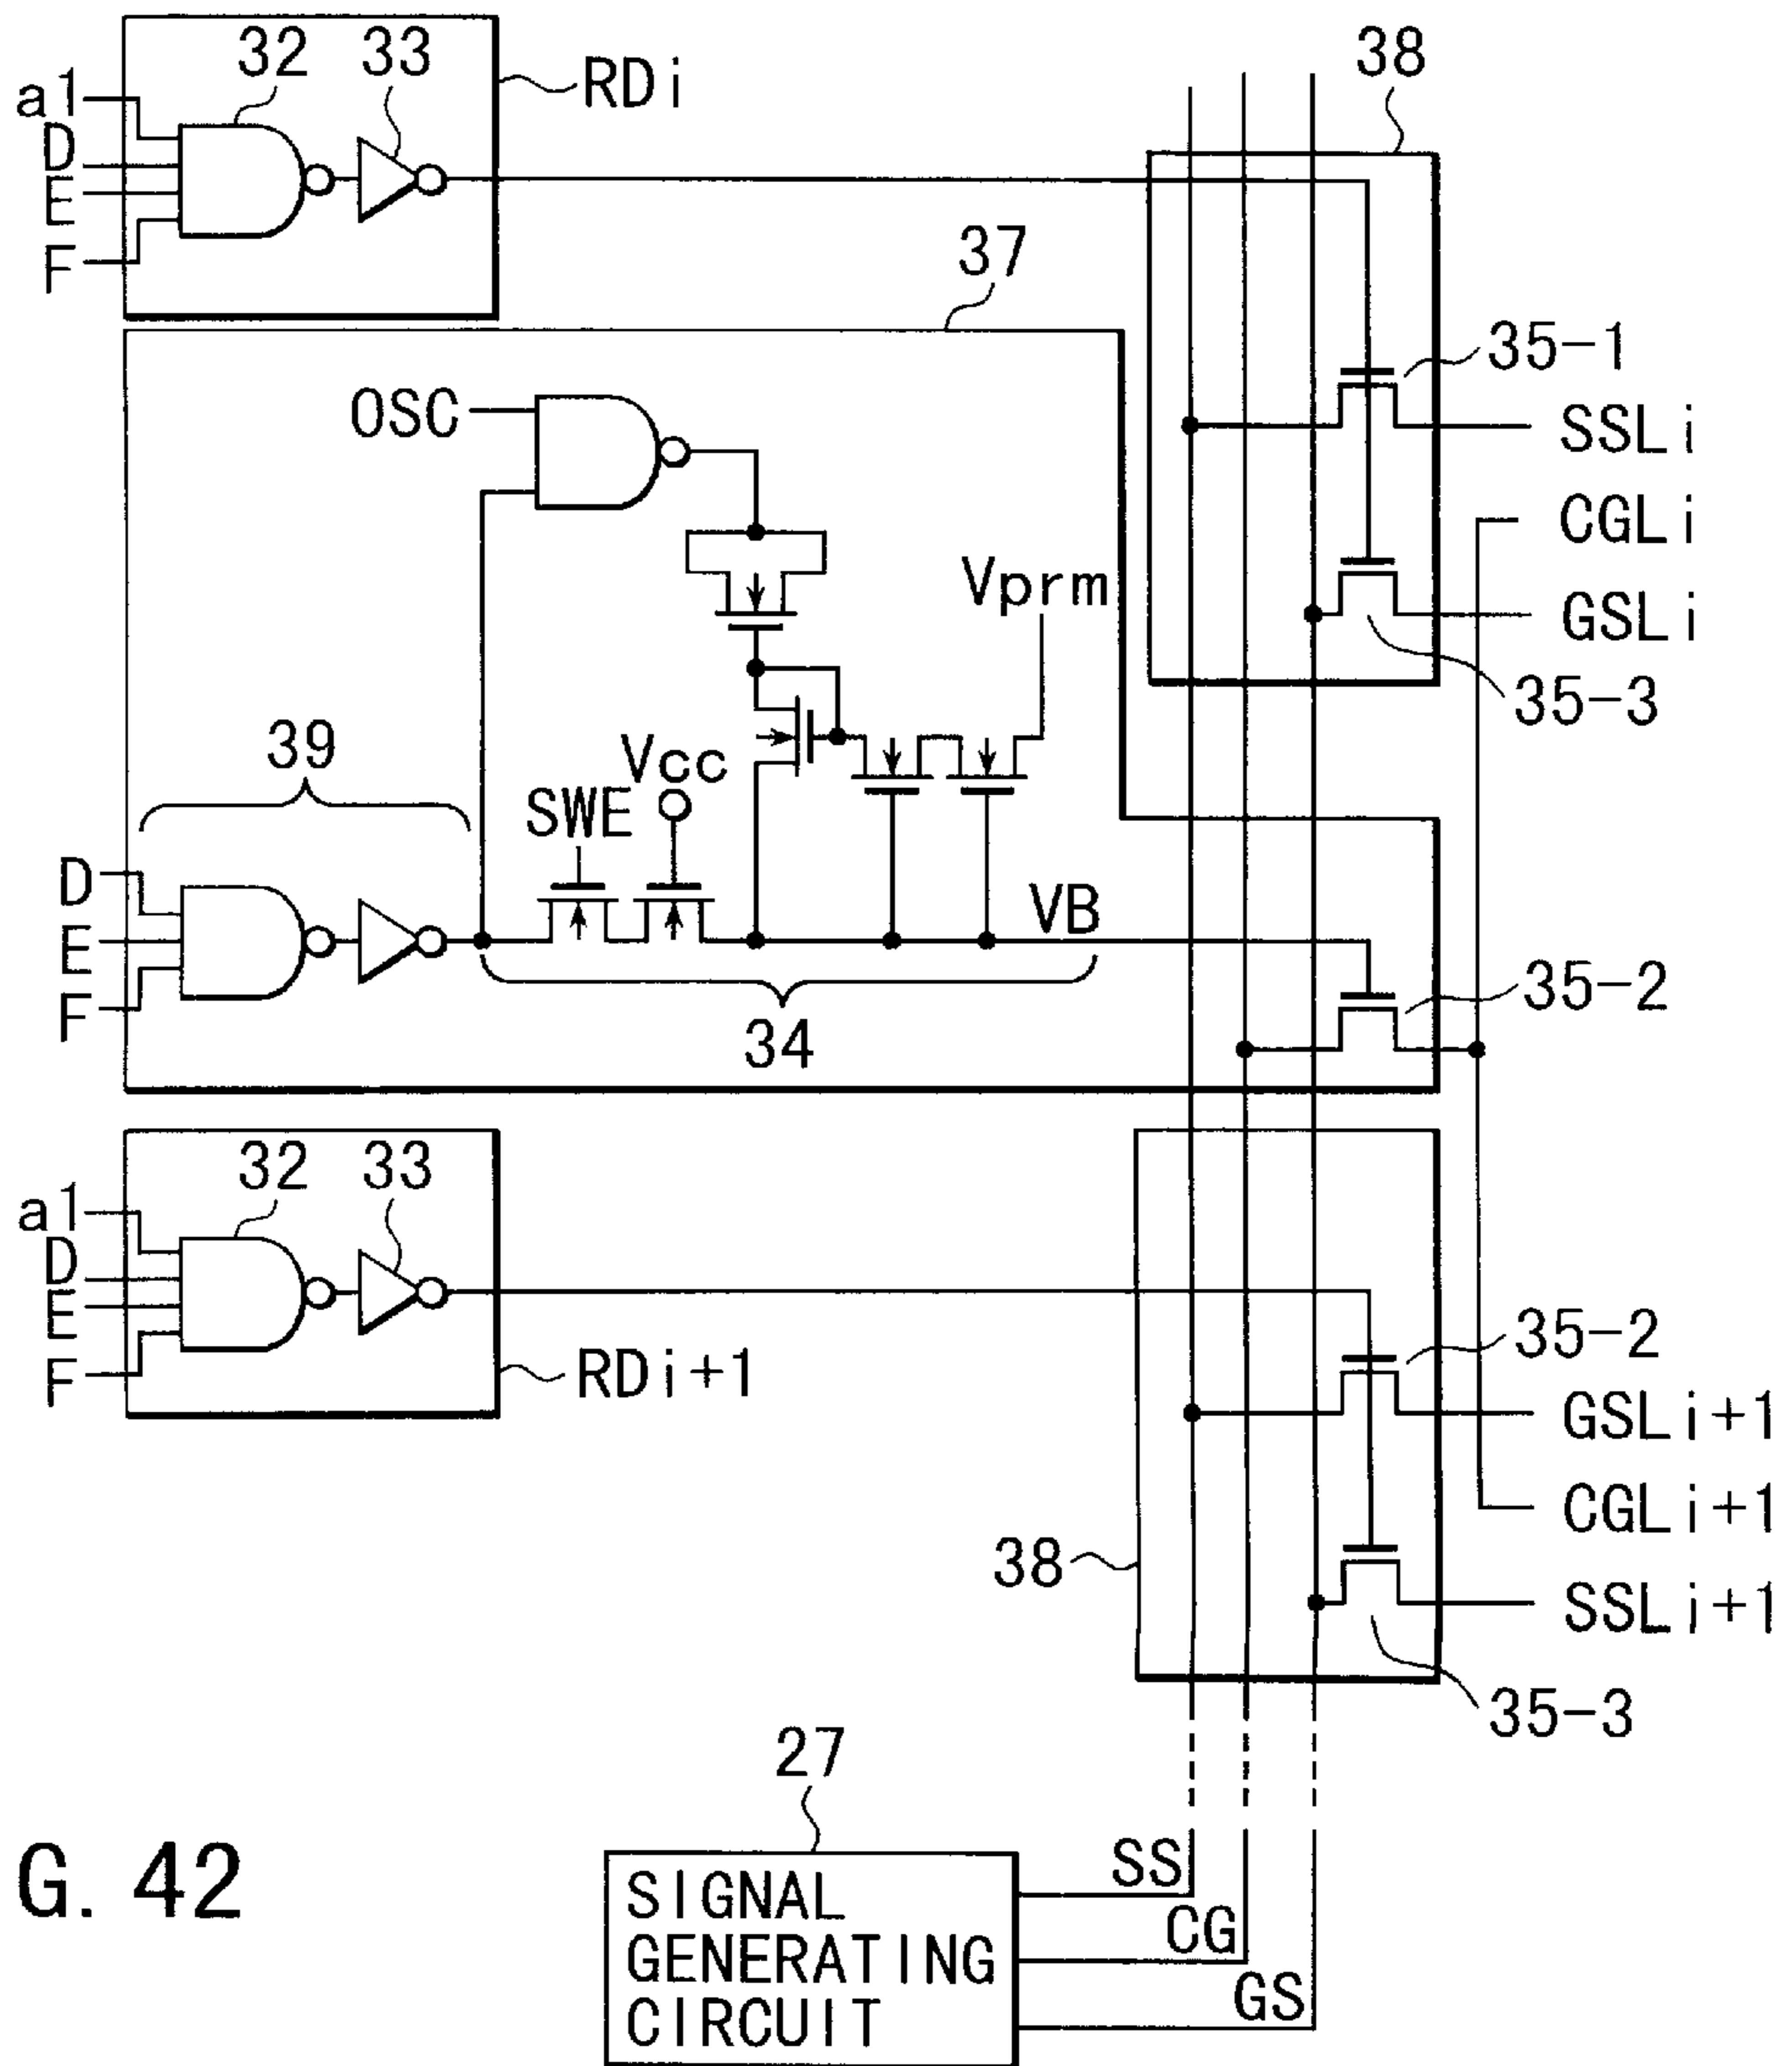 32
33
RDi
38
a1
D
E
F
37
35-1
SSLi
OSC
CGLi
Vprm
GSLi
35-3
39
Vcc
SWE
D
E
F
VB
35-2
34
32
33
a1
D
E
F
RDi+1
35-2
GSLi+1
CGLi+1
38
SSLi+1
35-3
27
G. 42
SIGNAL
GENERATING
CIRCUIT
SS
CG
GS